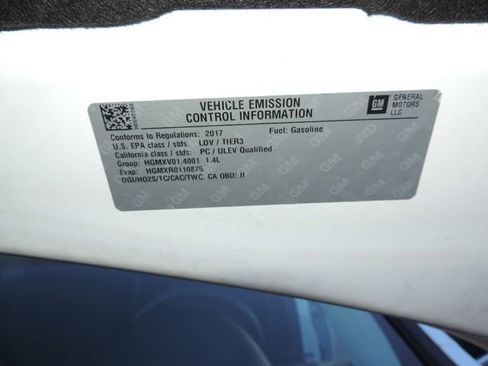 VEHICLE EMISSION
CONTROL INFORMATION
GM
GENERAL
MOTORS
LLC
Conforms to Regulations: 2017 Fuel: Gasoline
U.S. EPA class / stds: LDV / TIER3
California class / stds: PC / ULEV Qualified
Group: HGMXV01.4001 1.4L
Evap: HGMXR0110875
DGI/HO2S/TC/CAC/TWC, CA OBD: II